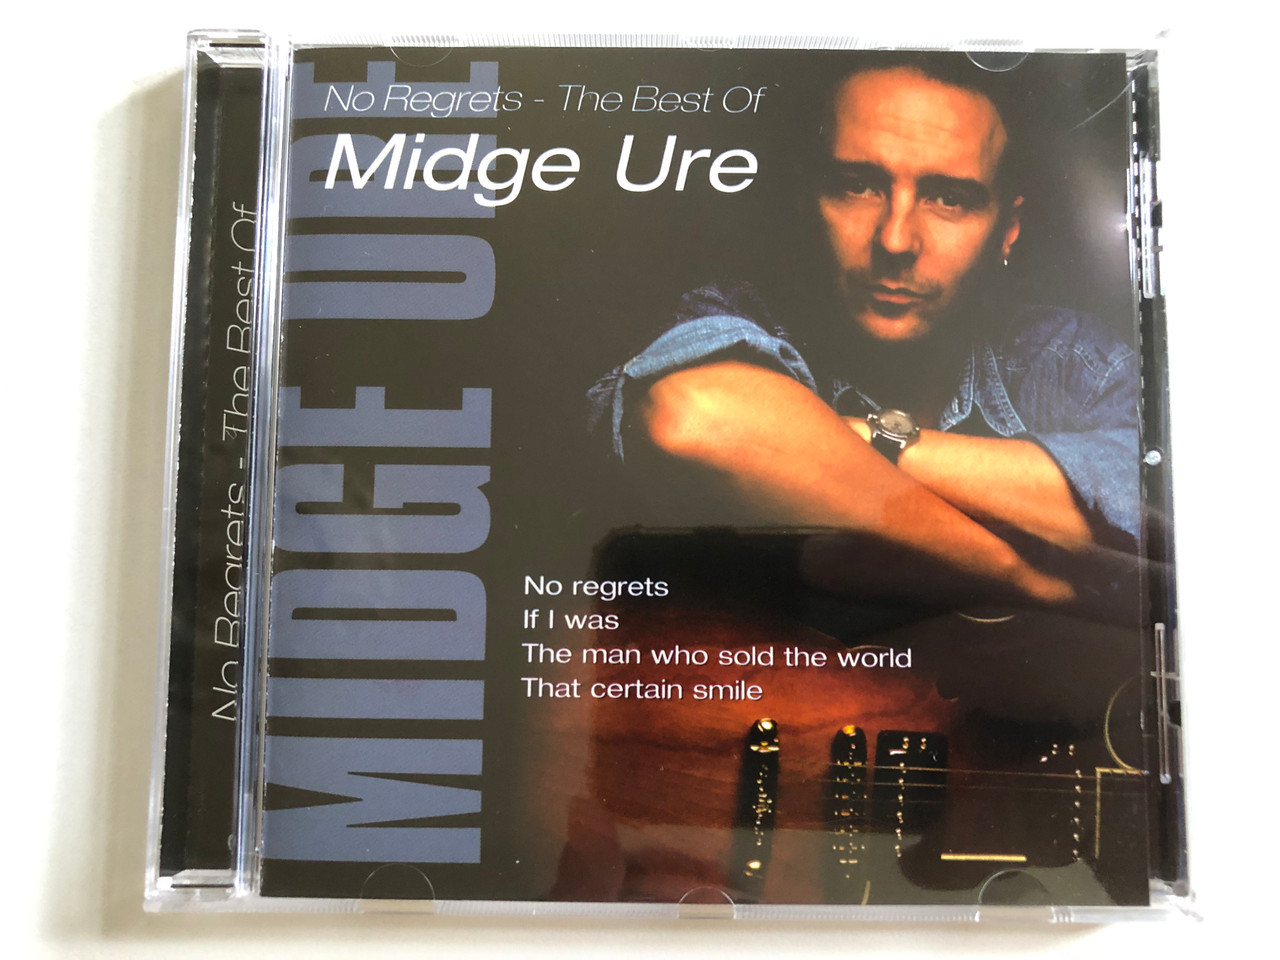 No Regrets - The Best Of
Midge Ure
MIDGE URE
No Regrets - The Best Of
No regrets
If I was
The man who sold the world
That certain smile